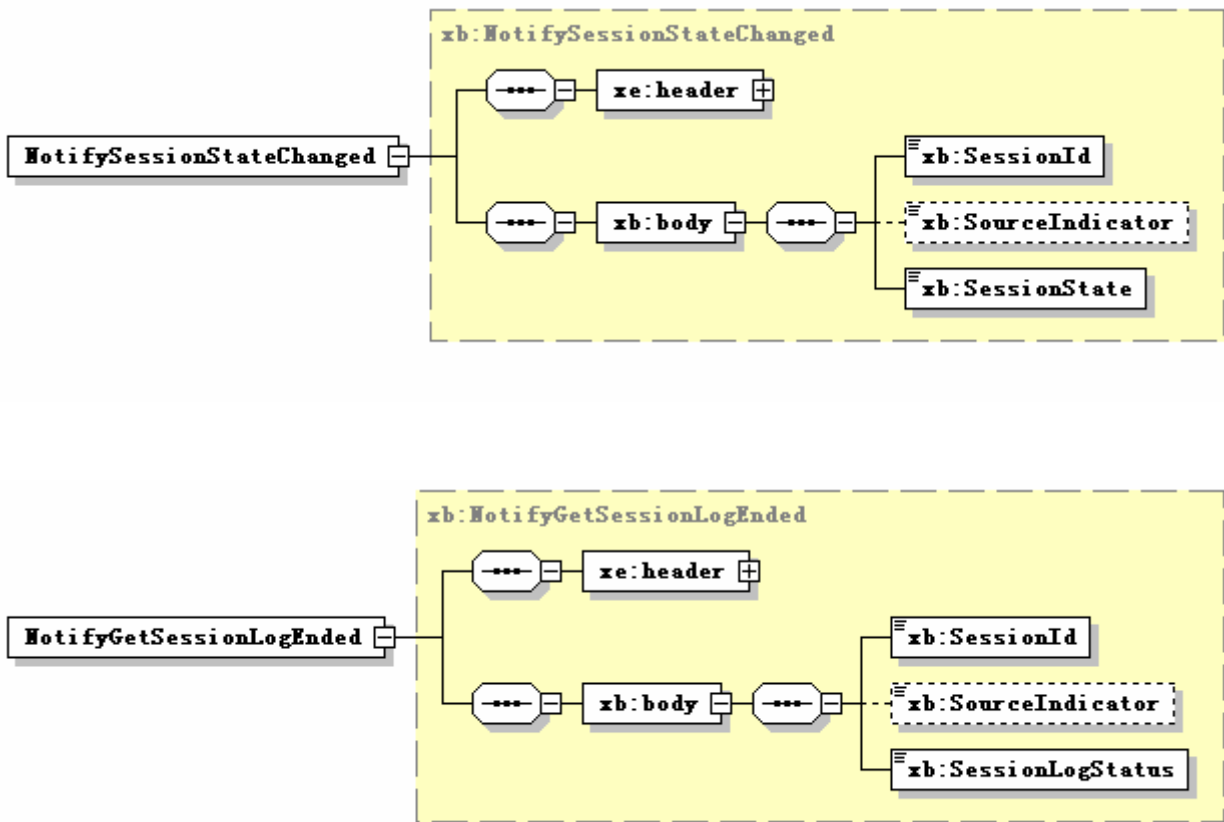 xb:NotifySessionStateChanged
xe:header
NotifySessionStateChanged
xb:SessionId
xb:body
xb:SourceIndicator
xb:SessionState
xb:NotifyGetSessionLogEnded
xe:header
NotifyGetSessionLogEnded
xb:SessionId
xb:body
xb:SourceIndicator
xb:SessionLogStatus